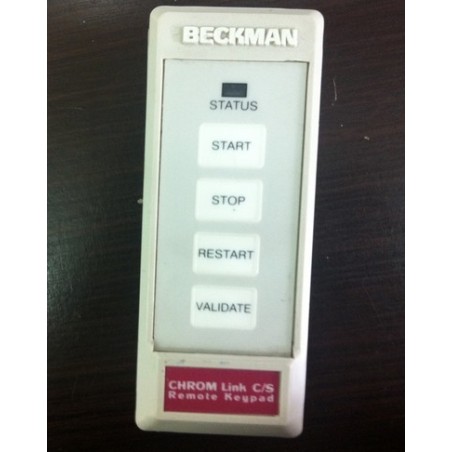 BECKMAN
STATUS
START
STOP
RESTART
VALIDATE
CHROM Link C/S
Remote Keypad